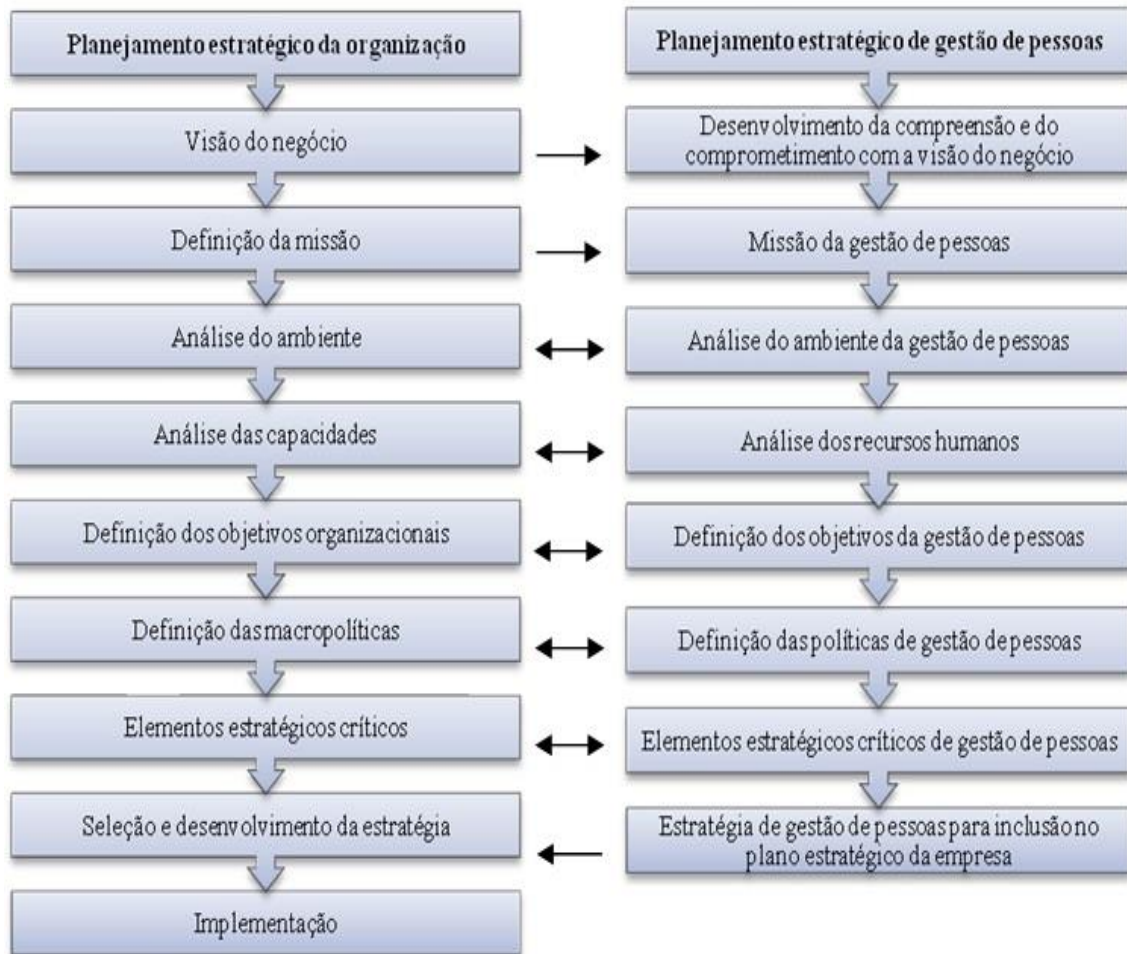 Planejamento estratégico da organização
Planejamento estratégico de gestão de pessoas
Visão do negócio
Desenvolvimento da compreensão e do
comprometimento com a visão do negócio
Definição da missão
Missão da gestão de pessoas
Análise do ambiente
Análise do ambiente da gestão de pessoas
Análise das capacidades
Análise dos recursos humanos
Definição dos objetivos organizacionais
Definição dos objetivos da gestão de pessoas
Definição das macropolíticas
Definição das políticas de gestão de pessoas
Elementos estratégicos críticos
Elementos estratégicos críticos de gestão de pessoas
Seleção e desenvolvimento da estratégia
Estratégia de gestão de pessoas para inclusão no
plano estratégico da empresa
Implementação